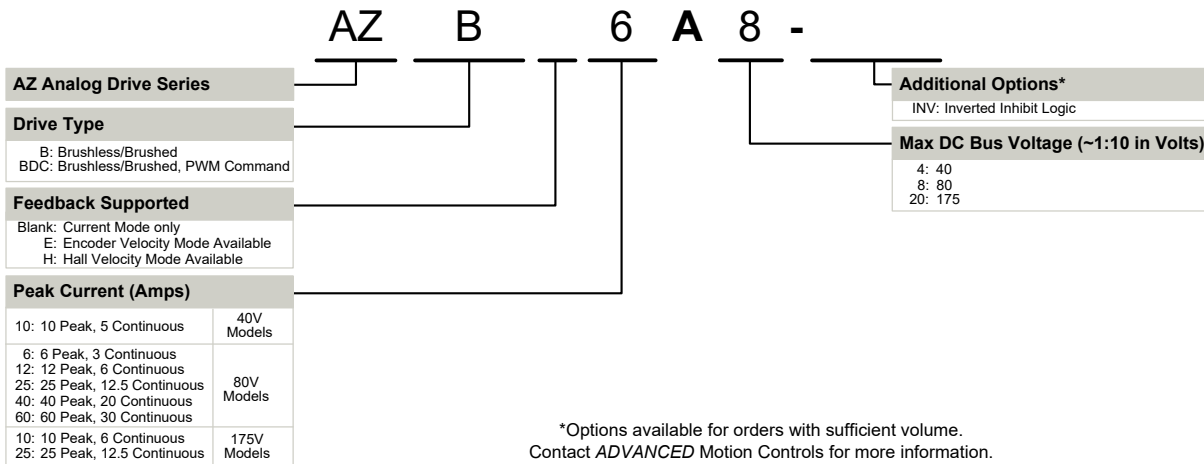 AZ B 6 A 8 -
AZ Analog Drive Series
Drive Type
B: Brushless/Brushed
BDC: Brushless/Brushed, PWM Command
Feedback Supported
Blank: Current Mode only
E: Encoder Velocity Mode Available
H: Hall Velocity Mode Available
Peak Current (Amps)
10: 10 Peak, 5 Continuous
40V
Models
6: 6 Peak, 3 Continuous
12: 12 Peak, 6 Continuous
25: 25 Peak, 12.5 Continuous
40: 40 Peak, 20 Continuous
60: 60 Peak, 30 Continuous
80V
Models
10: 10 Peak, 6 Continuous
25: 25 Peak, 12.5 Continuous
175V
Models
Additional Options*
INV: Inverted Inhibit Logic
Max DC Bus Voltage (~1:10 in Volts)
4: 40
8: 80
20: 175
*Options available for orders with sufficient volume.
Contact ADVANCED Motion Controls for more information.